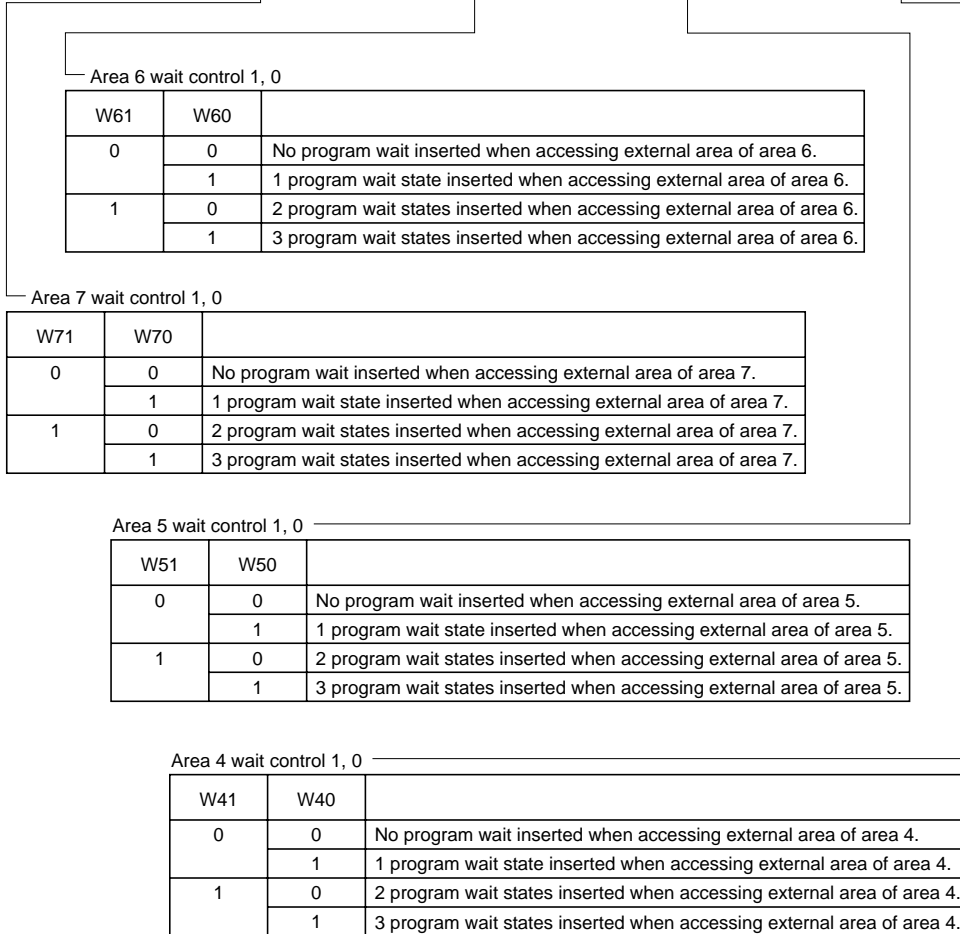 Area 6 wait control 1, 0
W61 W60
0 0 No program wait inserted when accessing external area of area 6.
1 1 program wait state inserted when accessing external area of area 6.
1 0 2 program wait states inserted when accessing external area of area 6.
1 3 program wait states inserted when accessing external area of area 6.
Area 7 wait control 1, 0
W71 W70
0 0 No program wait inserted when accessing external area of area 7.
1 1 program wait state inserted when accessing external area of area 7.
1 0 2 program wait states inserted when accessing external area of area 7.
1 3 program wait states inserted when accessing external area of area 7.
Area 5 wait control 1, 0
W51 W50
0 0 No program wait inserted when accessing external area of area 5.
1 1 program wait state inserted when accessing external area of area 5.
1 0 2 program wait states inserted when accessing external area of area 5.
1 3 program wait states inserted when accessing external area of area 5.
Area 4 wait control 1, 0
W41 W40
0 0 No program wait inserted when accessing external area of area 4.
1 1 program wait state inserted when accessing external area of area 4.
1 0 2 program wait states inserted when accessing external area of area 4.
1 3 program wait states inserted when accessing external area of area 4.